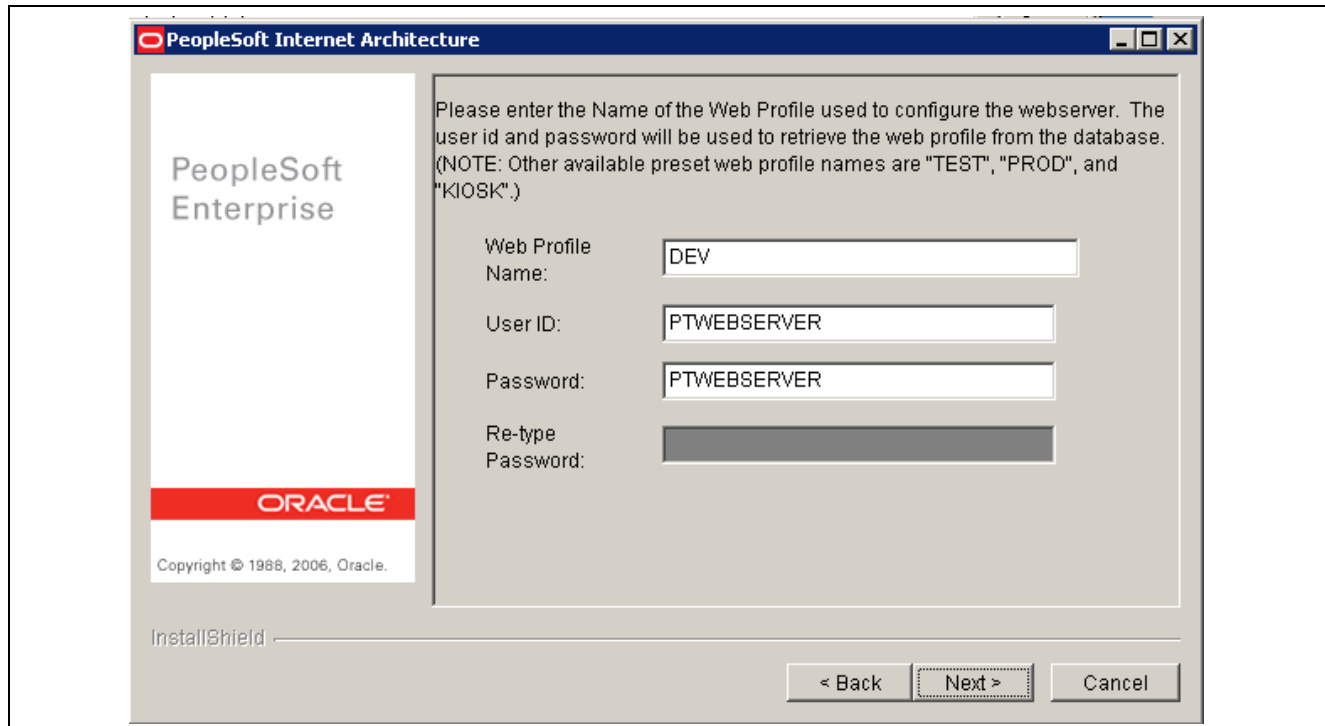 PeopleSoft Internet Architecture
PeopleSoft
Enterprise
ORACLE
Copyright © 1988, 2006, Oracle.
Please enter the Name of the Web Profile used to configure the webserver.  The
user id and password will be used to retrieve the web profile from the database.
(NOTE: Other available preset web profile names are "TEST", "PROD", and
"KIOSK".)
Web Profile
Name:
DEV
User ID:
PTWEBSERVER
Password:
PTWEBSERVER
Re-type
Password:
InstallShield
< Back
Next >
Cancel